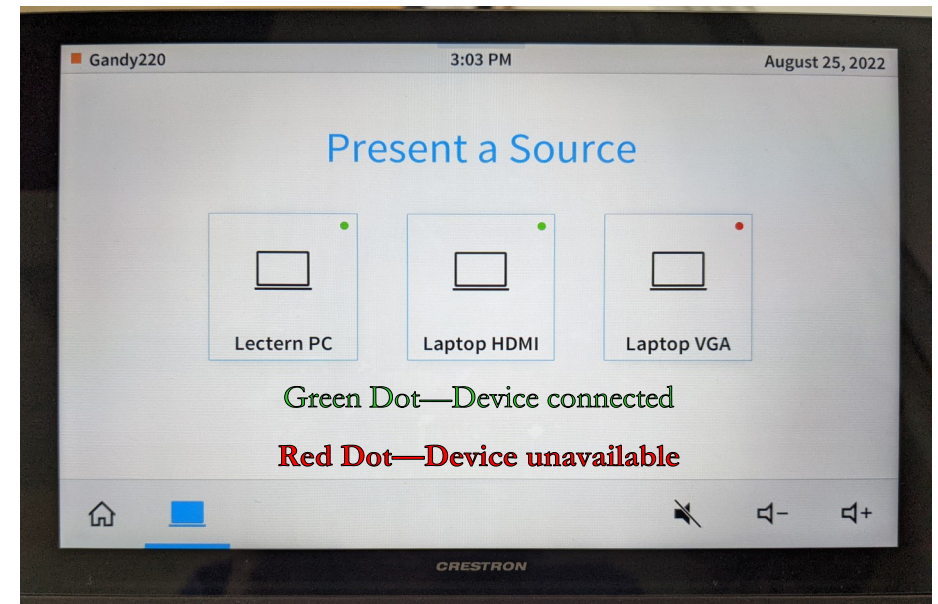 Gandy220 3:03 PM August 25, 2022
Present a Source
Lectern PC Laptop HDMI Laptop VGA
Green Dot—Device connected
Red Dot—Device unavailable
CRESTRON